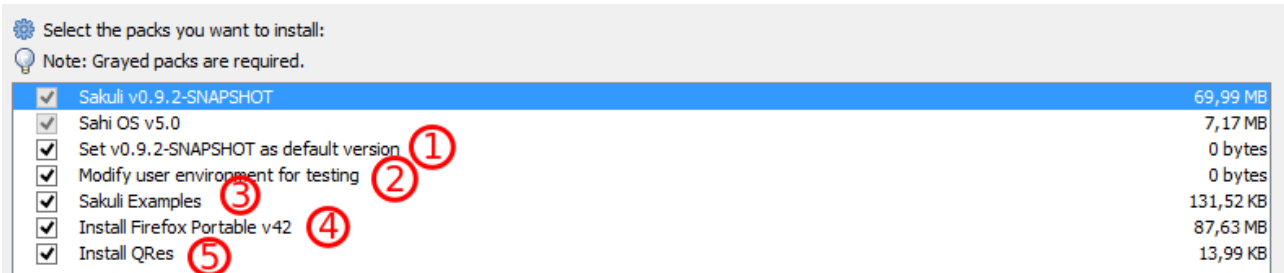 Select the packs you want to install:
Note: Grayed packs are required.
Sakuli v0.9.2-SNAPSHOT 69,99 MB
Sahi OS v5.0 7,17 MB
Set v0.9.2-SNAPSHOT as default version 1 0 bytes
Modify user environment for testing 2 0 bytes
Sakuli Examples 3 131,52 KB
Install Firefox Portable v42 4 87,63 MB
Install QRes 5 13,99 KB